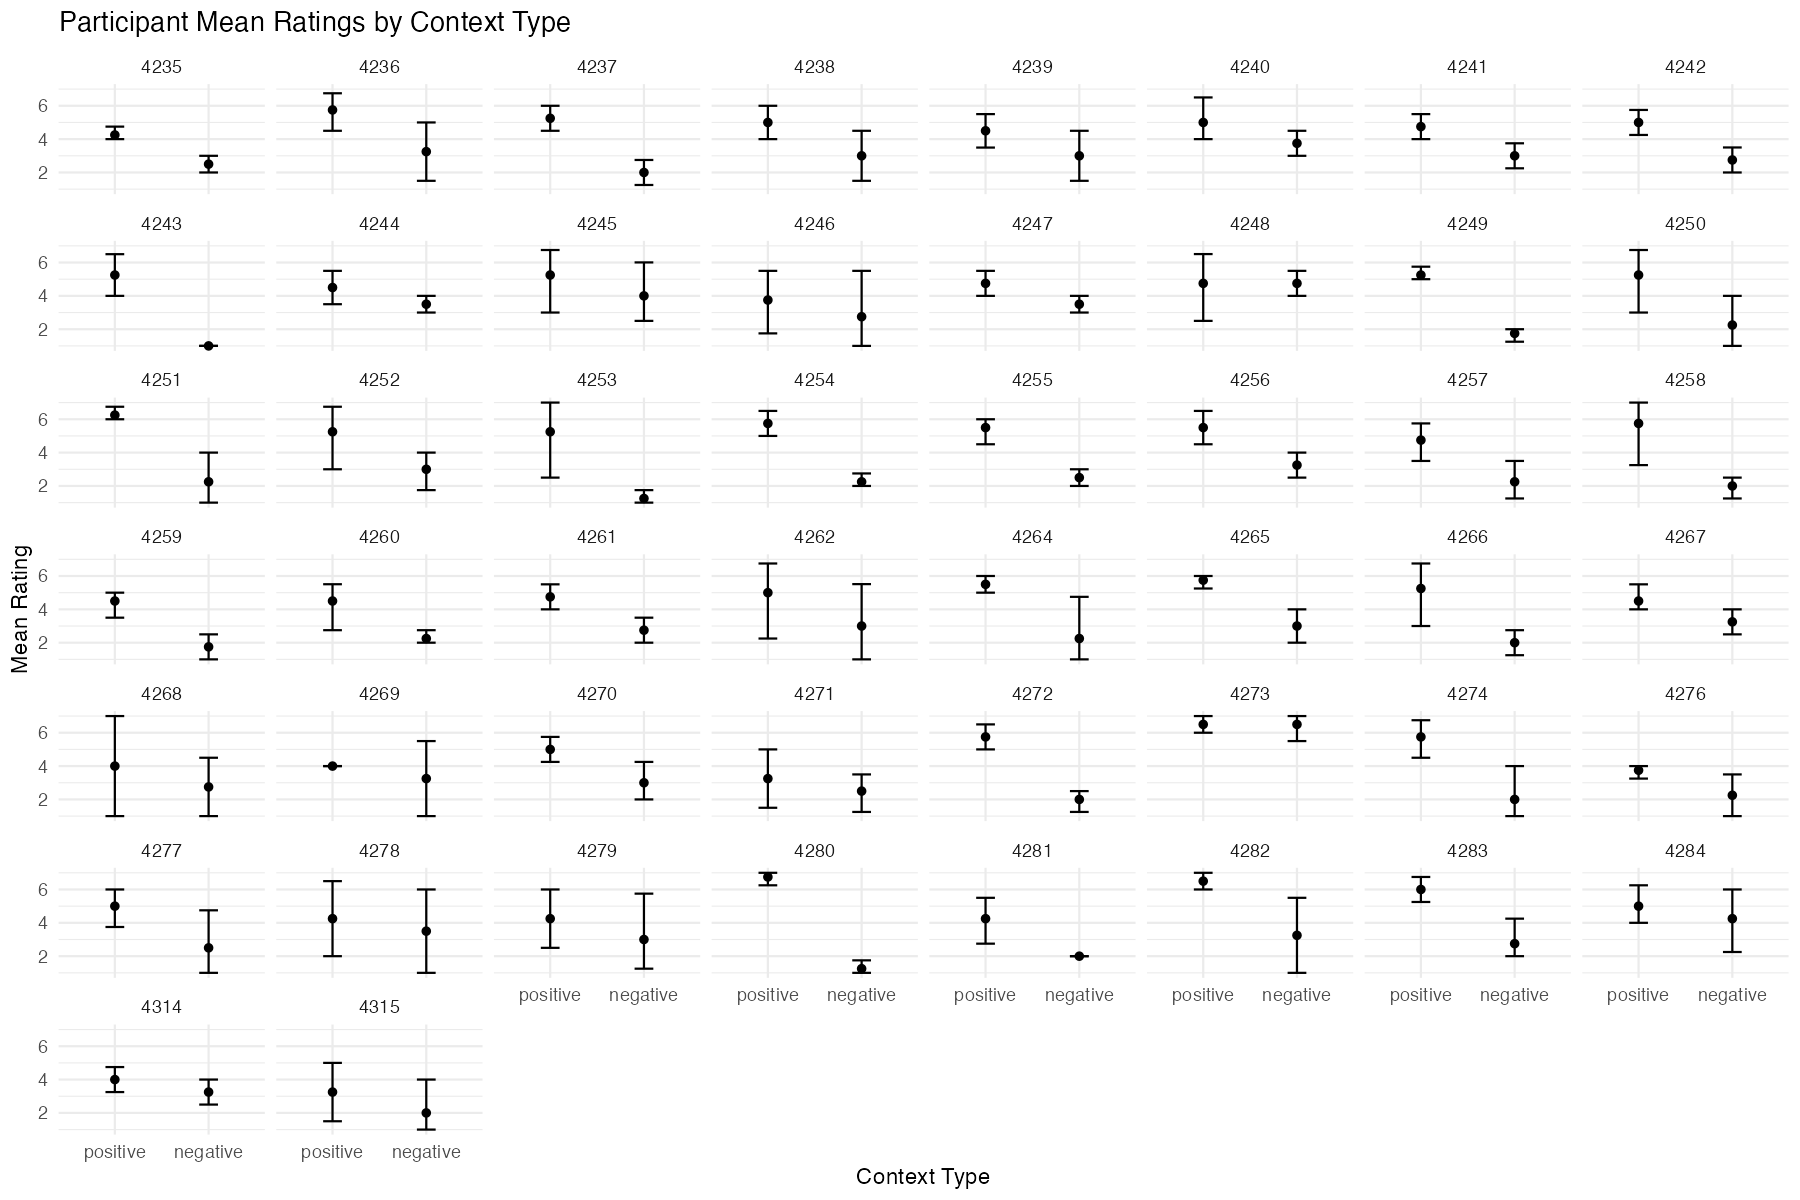 Participant Mean Ratings by Context Type
4235 4236 4237 4238 4239 4240 4241 4242
6
4
2
4243 4244 4245 4246 4247 4248 4249 4250
6
4
2
4251 4252 4253 4254 4255 4256 4257 4258
6
4
2
4259 4260 4261 4262 4264 4265 4266 4267
6
4
2
Mean Rating
4268 4269 4270 4271 4272 4273 4274 4276
6
4
2
4277 4278 4279 4280 4281 4282 4283 4284
6
4
2
positive negative positive negative positive negative positive negative positive negative positive negative
4314 4315
6
4
2
positive negative positive negative
Context Type